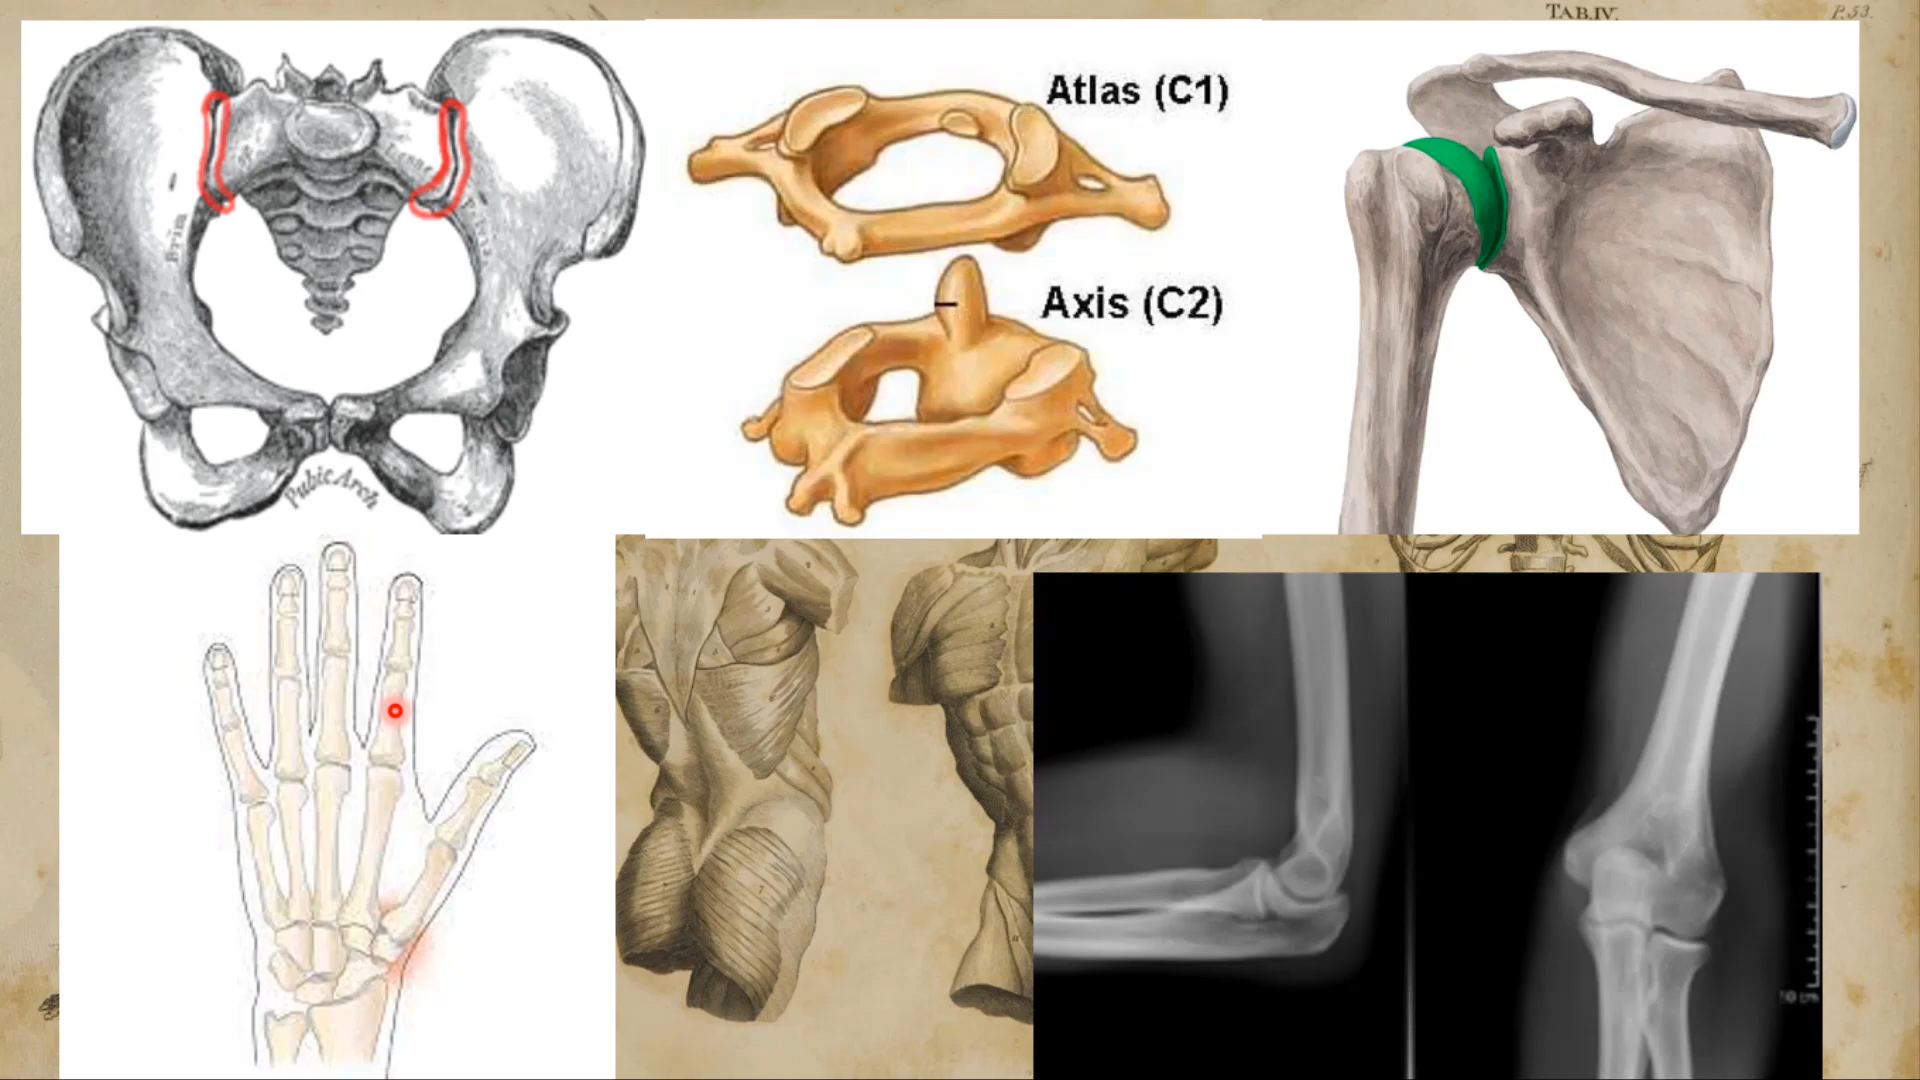 TAB.IV.
P. 53.
Atlas (C1)
Axis (C2)
Brim
Pubic Arch
10 cm